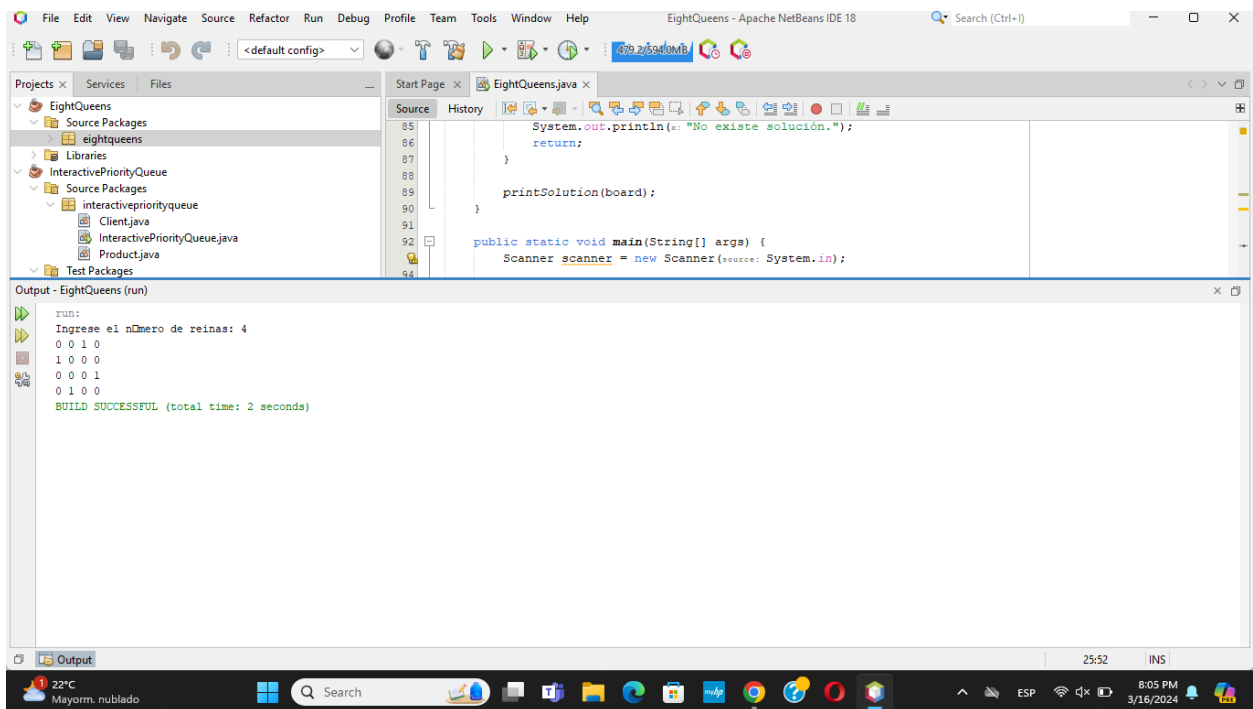 File Edit View Navigate Source Refactor Run Debug Profile Team Tools Window Help EightQueens - Apache NetBeans IDE 18 Search (Ctrl+I)
<default config> 479.2/594.0MB
Projects Services Files Start Page EightQueens.java
EightQueens Source History
Source Packages 85 System.out.println(x: "No existe solución.");
eightqueens 86 return;
Libraries 87 }
InteractivePriorityQueue 88
Source Packages 89 printSolution(board);
interactivepriorityqueue 90 }
Client.java 91
InteractivePriorityQueue.java 92 public static void main(String[] args) {
Product.java Scanner scanner = new Scanner(source: System.in);
Test Packages 94
Output - EightQueens (run)
run:
Ingrese el n□mero de reinas: 4
0 0 1 0
1 0 0 0
0 0 0 1
0 1 0 0
BUILD SUCCESSFUL (total time: 2 seconds)
Output 25:52 INS
1 22°C
Mayorm. nublado
Search
myhp
ESP
8:05 PM
3/16/2024
PRE